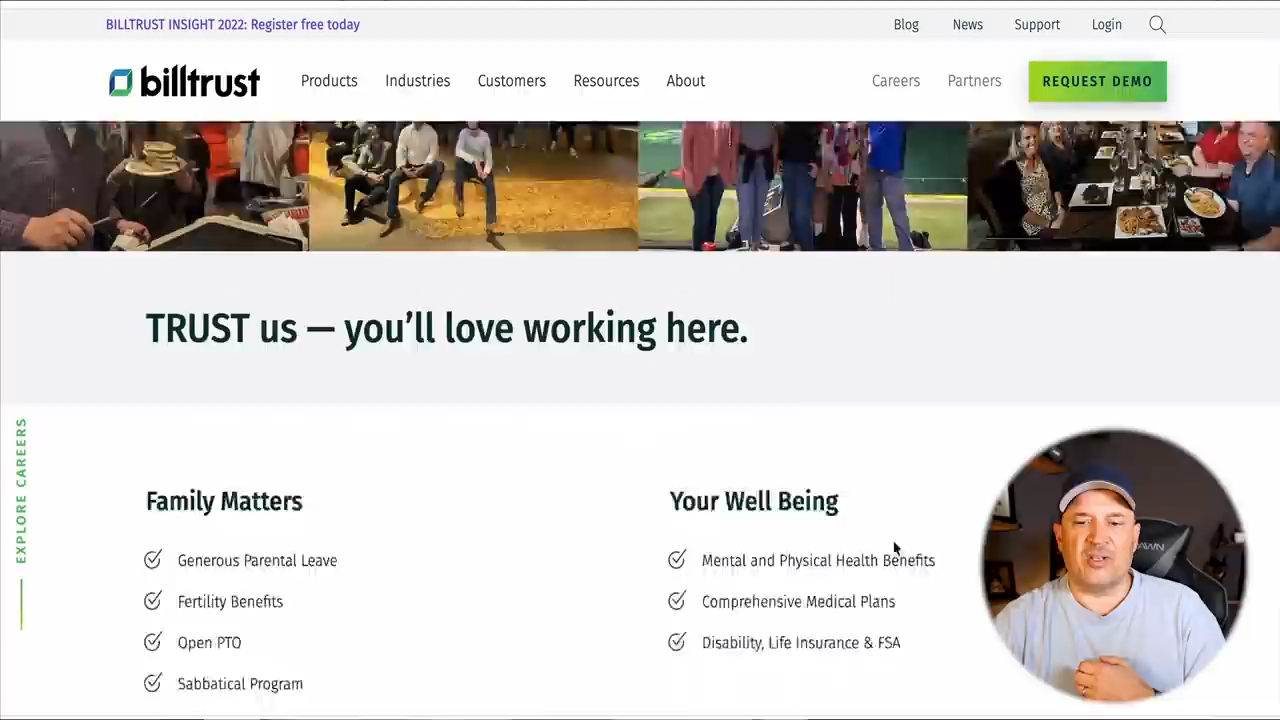 BILLTRUST INSIGHT 2022: Register free today
Blog
News
Support
Login
billtrust
Products
Industries
Customers
Resources
About
Careers
Partners
REQUEST DEMO
TRUST us — you'll love working here.
EXPLORE CAREERS
Family Matters
Generous Parental Leave
Fertility Benefits
Open PTO
Sabbatical Program
Your Well Being
Mental and Physical Health Benefits
Comprehensive Medical Plans
Disability, Life Insurance & FSA